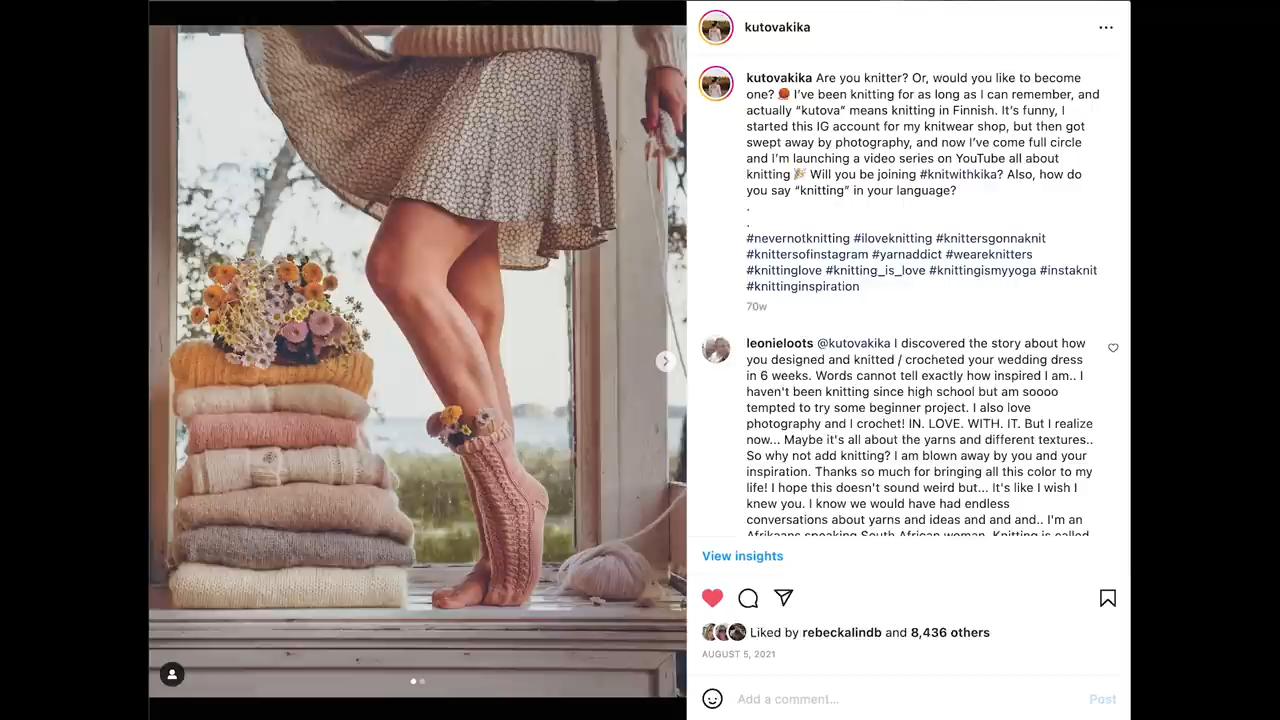 kutovakika
kutovakika Are you knitter? Or, would you like to become
one? 🧶 I’ve been knitting for as long as I can remember, and
actually “kutova” means knitting in Finnish. It’s funny, I
started this IG account for my knitwear shop, but then got
swept away by photography, and now I’ve come full circle
and I’m launching a video series on YouTube all about
knitting 🎉 Will you be joining #knitwithkika? Also, how do
you say “knitting” in your language?
.
.
#nevernotknitting #iloveknitting #knittersgonnaknit
#knittersofinstagram #yarnaddict #weareknitters
#knittinglove #knitting_is_love #knittingismyyoga #instaknit
#knittinginspiration
70w
leonieloots @kutovakika I discovered the story about how
you designed and knitted / crocheted your wedding dress
in 6 weeks. Words cannot tell exactly how inspired I am.. I
haven't been knitting since high school but am soooo
tempted to try some beginner project. I also love
photography and I crochet! IN. LOVE. WITH. IT. But I realize
now... Maybe it's all about the yarns and different textures..
So why not add knitting? I am blown away by you and your
inspiration. Thanks so much for bringing all this color to my
life! I hope this doesn't sound weird but... It's like I wish I
knew you. I know we would have had endless
conversations about yarns and ideas and and and.. I'm an
Afrikaans speaking South African woman. Knitting is called
View insights
Liked by rebeckalindb and 8,436 others
AUGUST 5, 2021
Add a comment...
Post